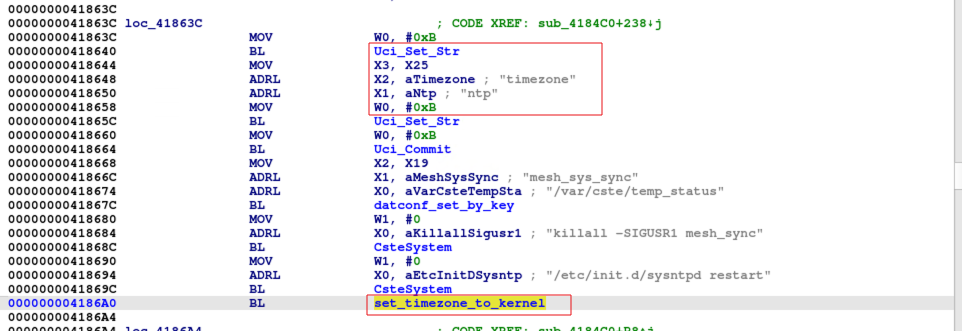 000000000041863C
000000000041863C loc_41863C ; CODE XREF: sub_4184C0+238↓j
000000000041863C MOV W0, #0xB
0000000000418640 BL Uci_Set_Str
0000000000418644 MOV X3, X25
0000000000418648 ADRL X2, aTimezone ; "timezone"
0000000000418650 ADRL X1, aNtp ; "ntp"
0000000000418658 MOV W0, #0xB
000000000041865C BL Uci_Set_Str
0000000000418660 MOV W0, #0xB
0000000000418664 BL Uci_Commit
0000000000418668 MOV X2, X19
000000000041866C ADRL X1, aMeshSysSync ; "mesh_sys_sync"
0000000000418674 ADRL X0, aVarCsteTempSta ; "/var/cste/temp_status"
000000000041867C BL datconf_set_by_key
0000000000418680 MOV W1, #0
0000000000418684 ADRL X0, aKillallSigusr1 ; "killall -SIGUSR1 mesh_sync"
000000000041868C BL CsteSystem
0000000000418690 MOV W1, #0
0000000000418694 ADRL X0, aEtcInitDSysntp ; "/etc/init.d/sysntpd restart"
000000000041869C BL CsteSystem
00000000004186A0 BL set_timezone_to_kernel
00000000004186A4
00000000004186A4 loc_4186A4 ; CODE XREF: sub_4184C0+B8↑j